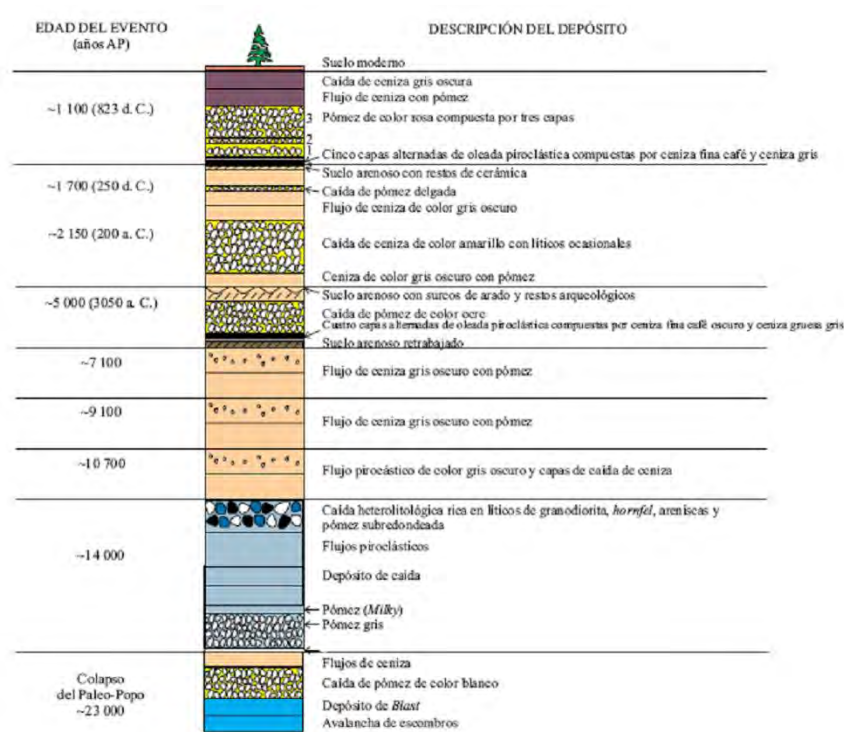 EDAD DEL EVENTO
(años AP)
DESCRIPCIÓN DEL DEPÓSITO
Suelo moderno
~1 100 (823 d. C.)
Caída de ceniza gris oscura
Flujo de ceniza con pómez
3 Pómez de color rosa compuesta por tres capas
2
1
Cinco capas alternadas de oleada piroclástica compuestas por ceniza fina café y ceniza gris
~1 700 (250 d. C.)
Suelo arenoso con restos de cerámica
Caída de pómez delgada
Flujo de ceniza de color gris oscuro
~2 150 (200 a. C.)
Caída de ceniza de color amarillo con líticos ocasionales
Ceniza de color gris oscuro con pómez
~5 000 (3050 a. C.)
Suelo arenoso con surcos de arado y restos arqueológicos
Caída de pómez de color ocre
Cuatro capas alternadas de oleada piroclástica compuestas por ceniza fina café oscuro y ceniza gruesa gris
Suelo arenoso retrabajado
~7 100
Flujo de ceniza gris oscuro con pómez
~9 100
Flujo de ceniza gris oscuro con pómez
~10 700
Flujo pirocástico de color gris oscuro y capas de caída de ceniza
~14 000
Caída heterolitológica rica en líticos de granodiorita, hornfel, areniscas y
pómez subredondeada
Flujos piroclásticos
Depósito de caída
Pómez (Milky)
Pómez gris
Colapso
del Paleo-Popo
~23 000
Flujos de ceniza
Caída de pómez de color blanco
Depósito de Blast
Avalancha de escombros